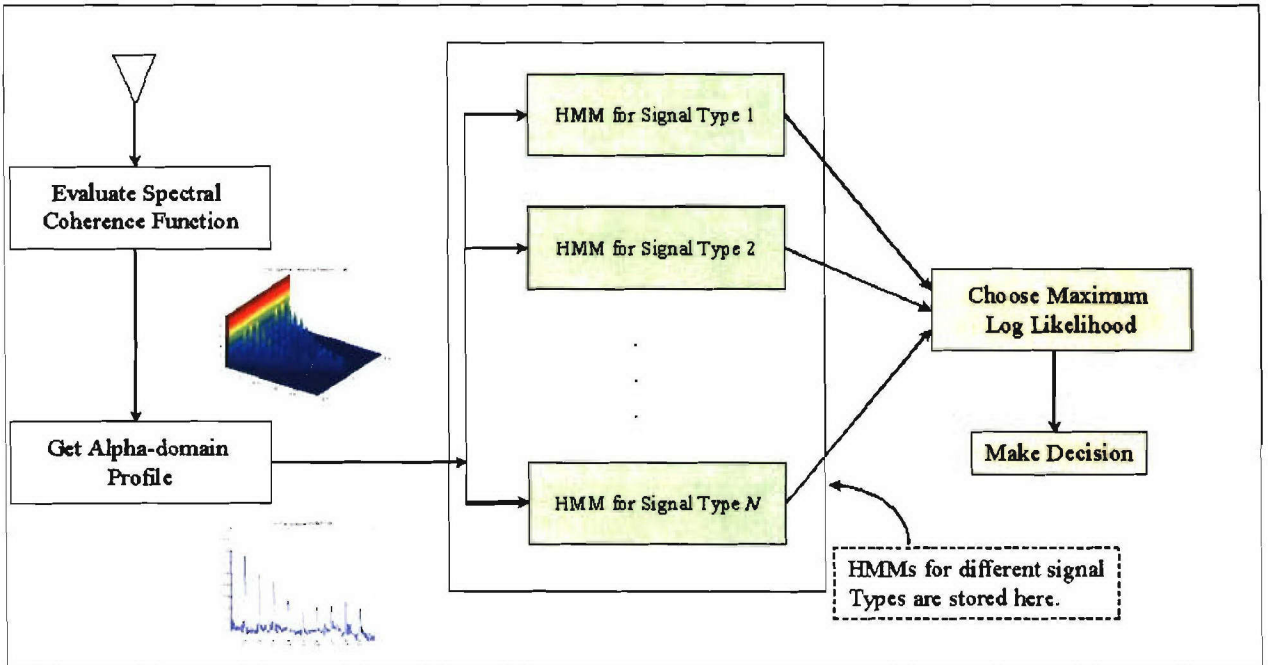 Evaluate Spectral
Coherence Function
Get Alpha-domain
Profile
HMM for Signal Type 1
HMM for Signal Type 2
HMM for Signal Type N
Choose Maximum
Log Likelihood
Make Decision
HMMs for different signal
Types are stored here.